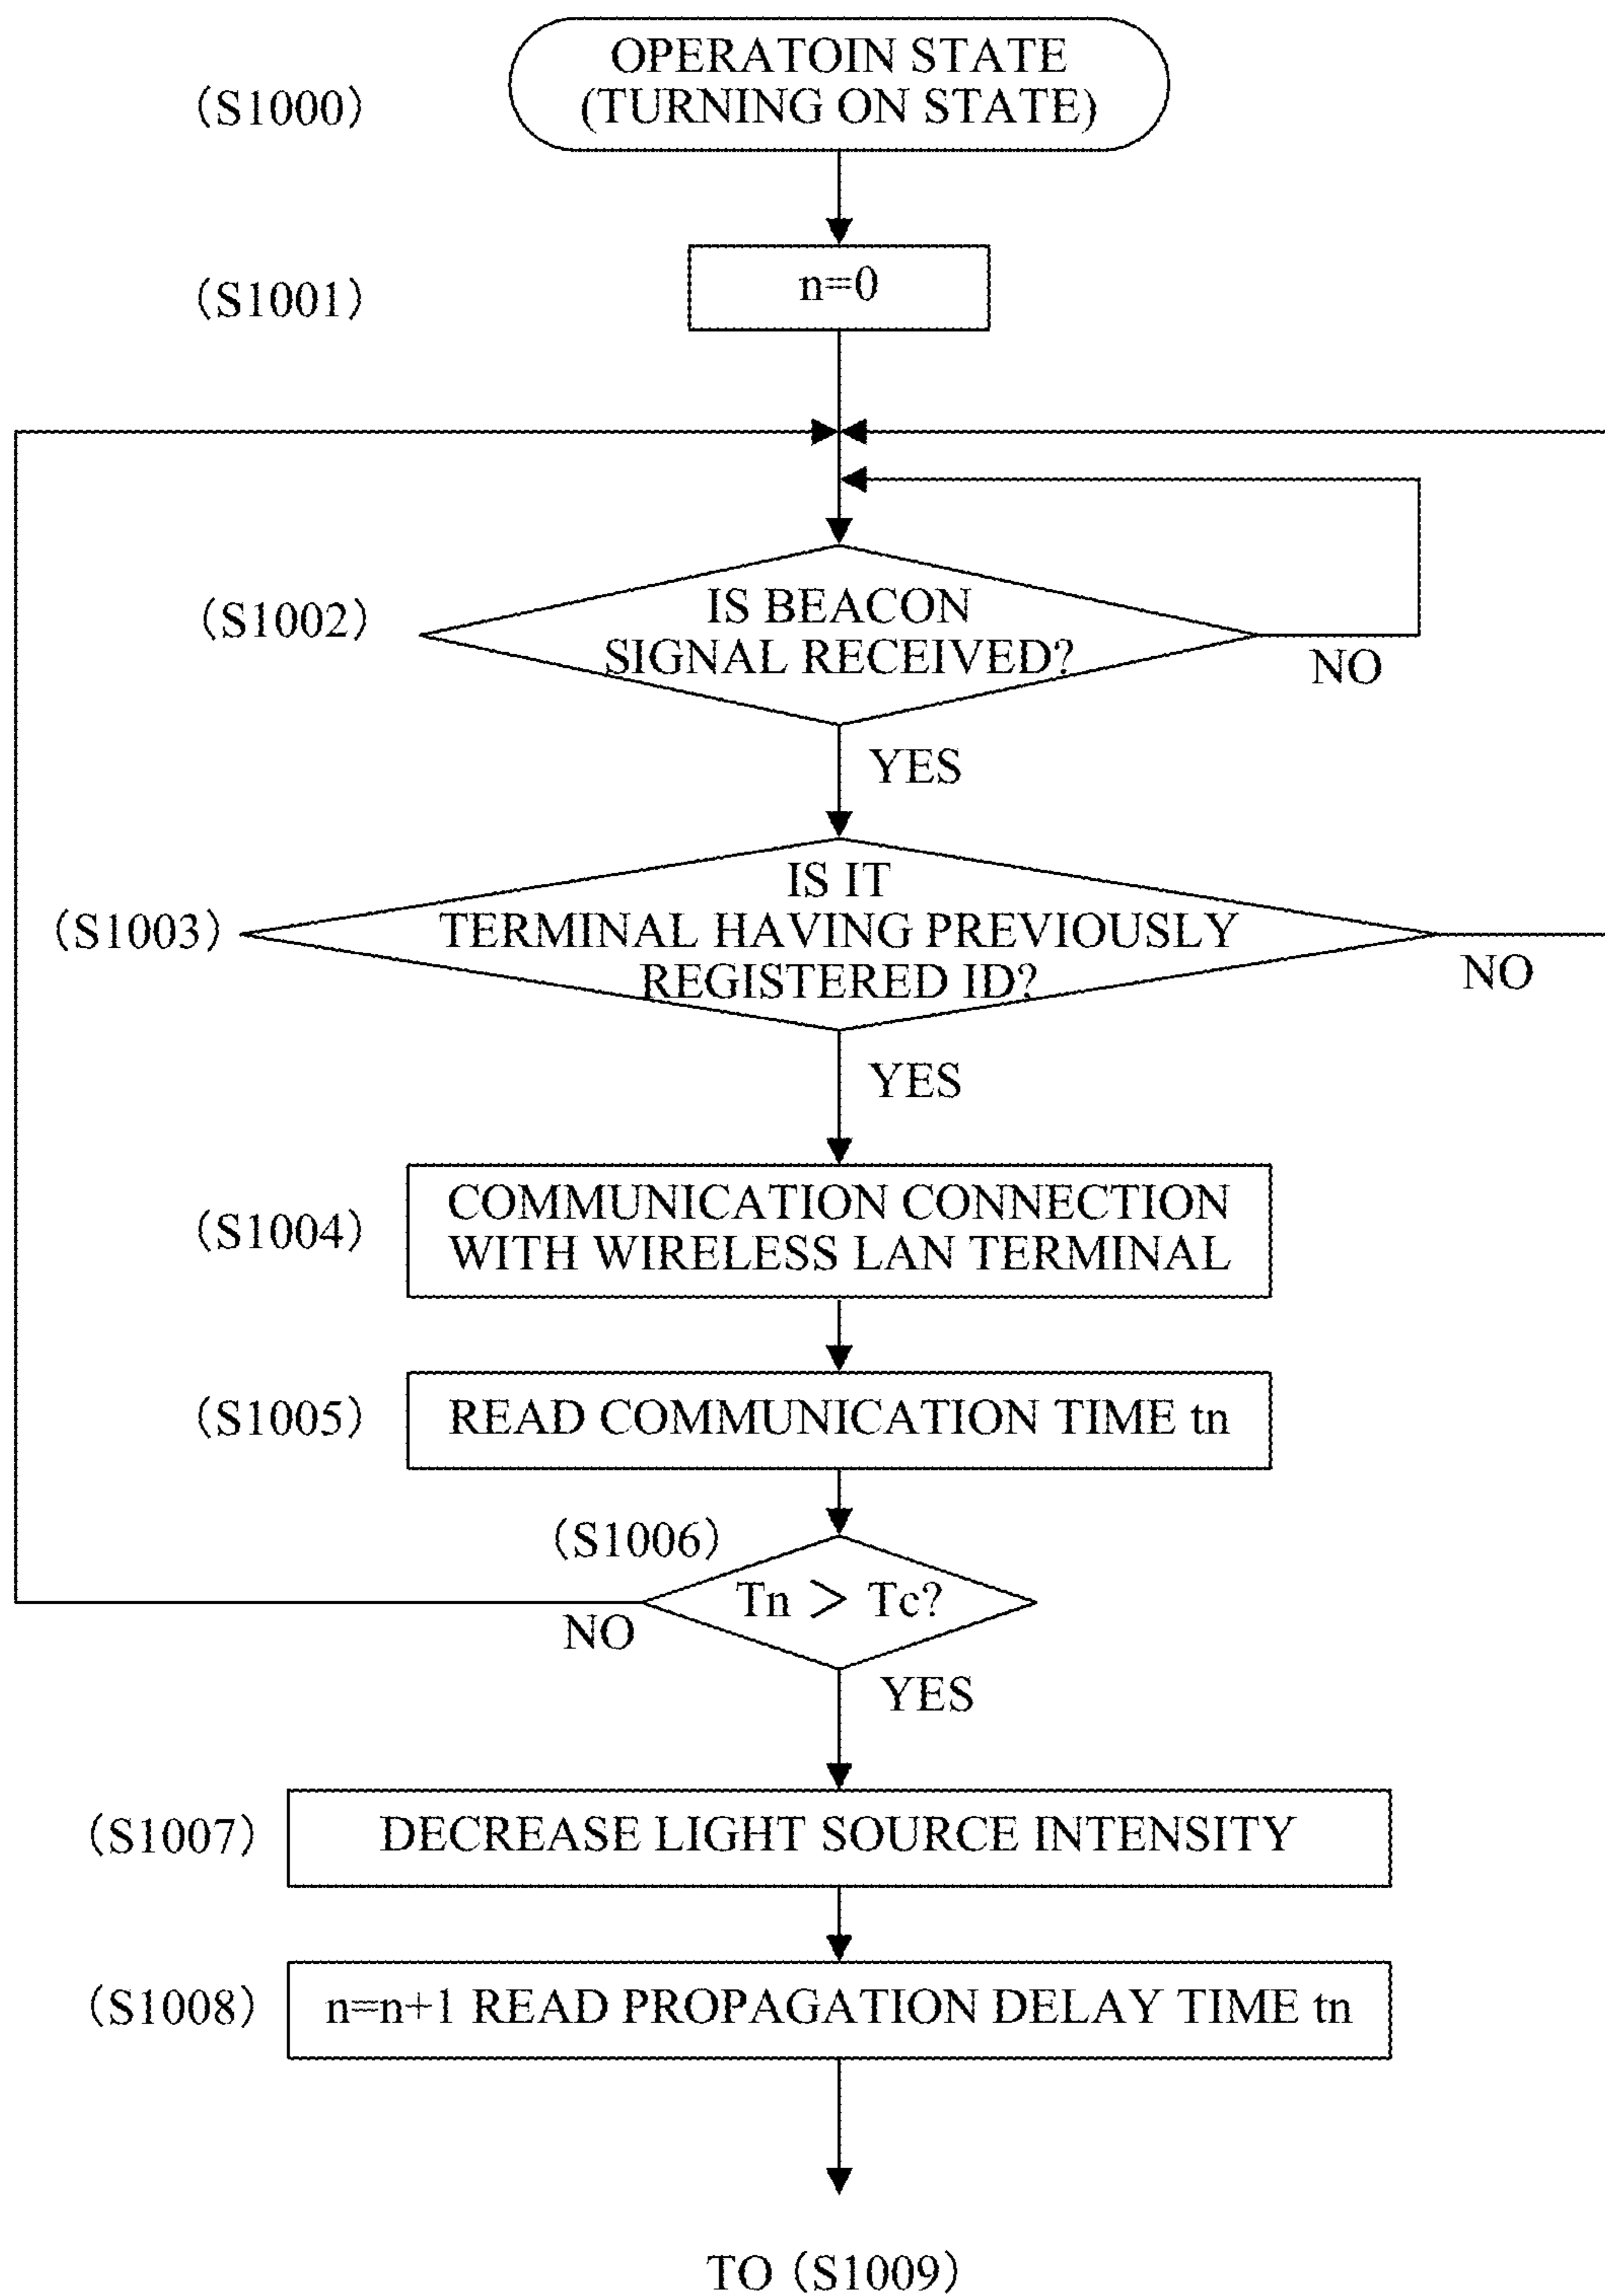 (S1000)
OPERATOIN STATE
(TURNING ON STATE)
(S1001)
n=0
(S1002)
IS BEACON
SIGNAL RECEIVED?
NO
YES
(S1003)
IS IT
TERMINAL HAVING PREVIOUSLY
REGISTERED ID?
NO
YES
(S1004)
COMMUNICATION CONNECTION
WITH WIRELESS LAN TERMINAL
(S1005)
READ COMMUNICATION TIME tn
(S1006)
Tn > Tc?
NO
YES
(S1007)
DECREASE LIGHT SOURCE INTENSITY
(S1008)
n=n+1 READ PROPAGATION DELAY TIME tn
TO (S1009)